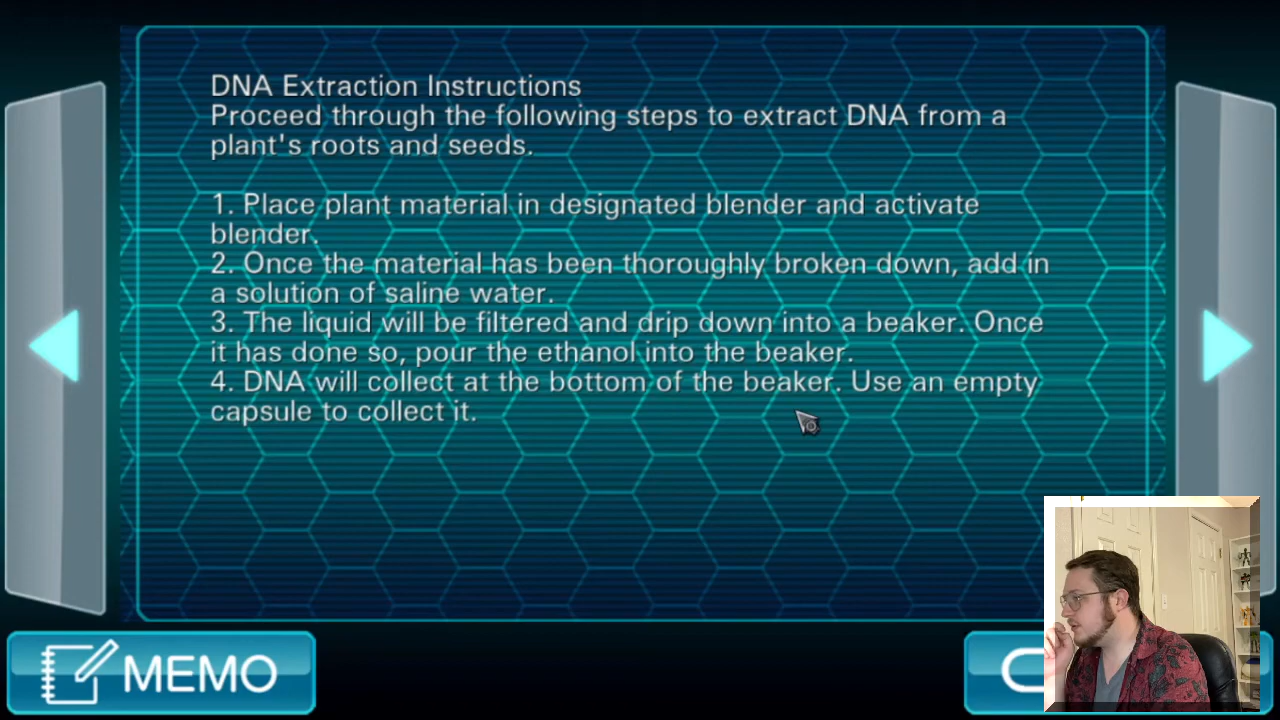 DNA Extraction Instructions
Proceed through the following steps to extract DNA from a
plant's roots and seeds.
1. Place plant material in designated blender and activate
blender.
2. Once the material has been thoroughly broken down, add in
a solution of saline water.
3. The liquid will be filtered and drip down into a beaker. Once
it has done so, pour the ethanol into the beaker.
4. DNA will collect at the bottom of the beaker. Use an empty
capsule to collect it.
MEMO